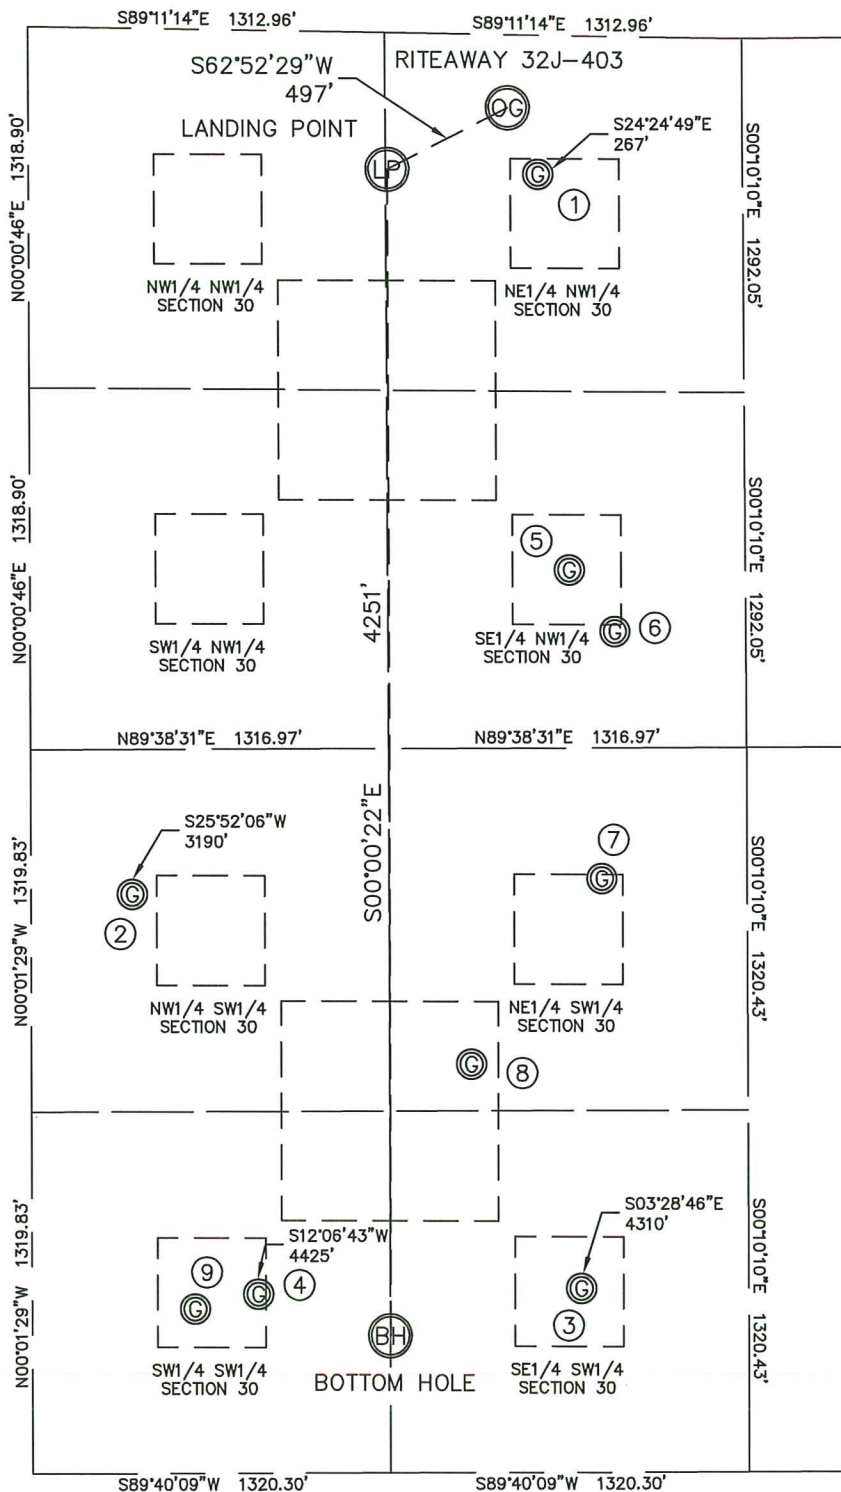 S89°11'14"E 1312.96'
S89°11'14"E 1312.96'
S62°52'29"W
497'
RITEAWAY 32J-403
OG
LANDING POINT
LP
S24°24'49"E
267'
G
1
N00°00'46"E 1318.90'
S00°10'10"E 1292.05'
NW1/4 NW1/4
SECTION 30
NE1/4 NW1/4
SECTION 30
N00°00'46"E 1318.90'
S00°10'10"E 1292.05'
5
G
4251'
G
6
SW1/4 NW1/4
SECTION 30
SE1/4 NW1/4
SECTION 30
N89°38'31"E 1316.97'
N89°38'31"E 1316.97'
S00°00'22"E
S25°52'06"W
3190'
G
2
7
G
N00°01'29"W 1319.83'
S00°10'10"E 1320.43'
NW1/4 SW1/4
SECTION 30
NE1/4 SW1/4
SECTION 30
G
8
N00°01'29"W 1319.83'
S00°10'10"E 1320.43'
S12°06'43"W
4425'
S03°28'46"E
4310'
9
G
G
4
G
3
BH
BOTTOM HOLE
SW1/4 SW1/4
SECTION 30
SE1/4 SW1/4
SECTION 30
S89°40'09"W 1320.30'
S89°40'09"W 1320.30'